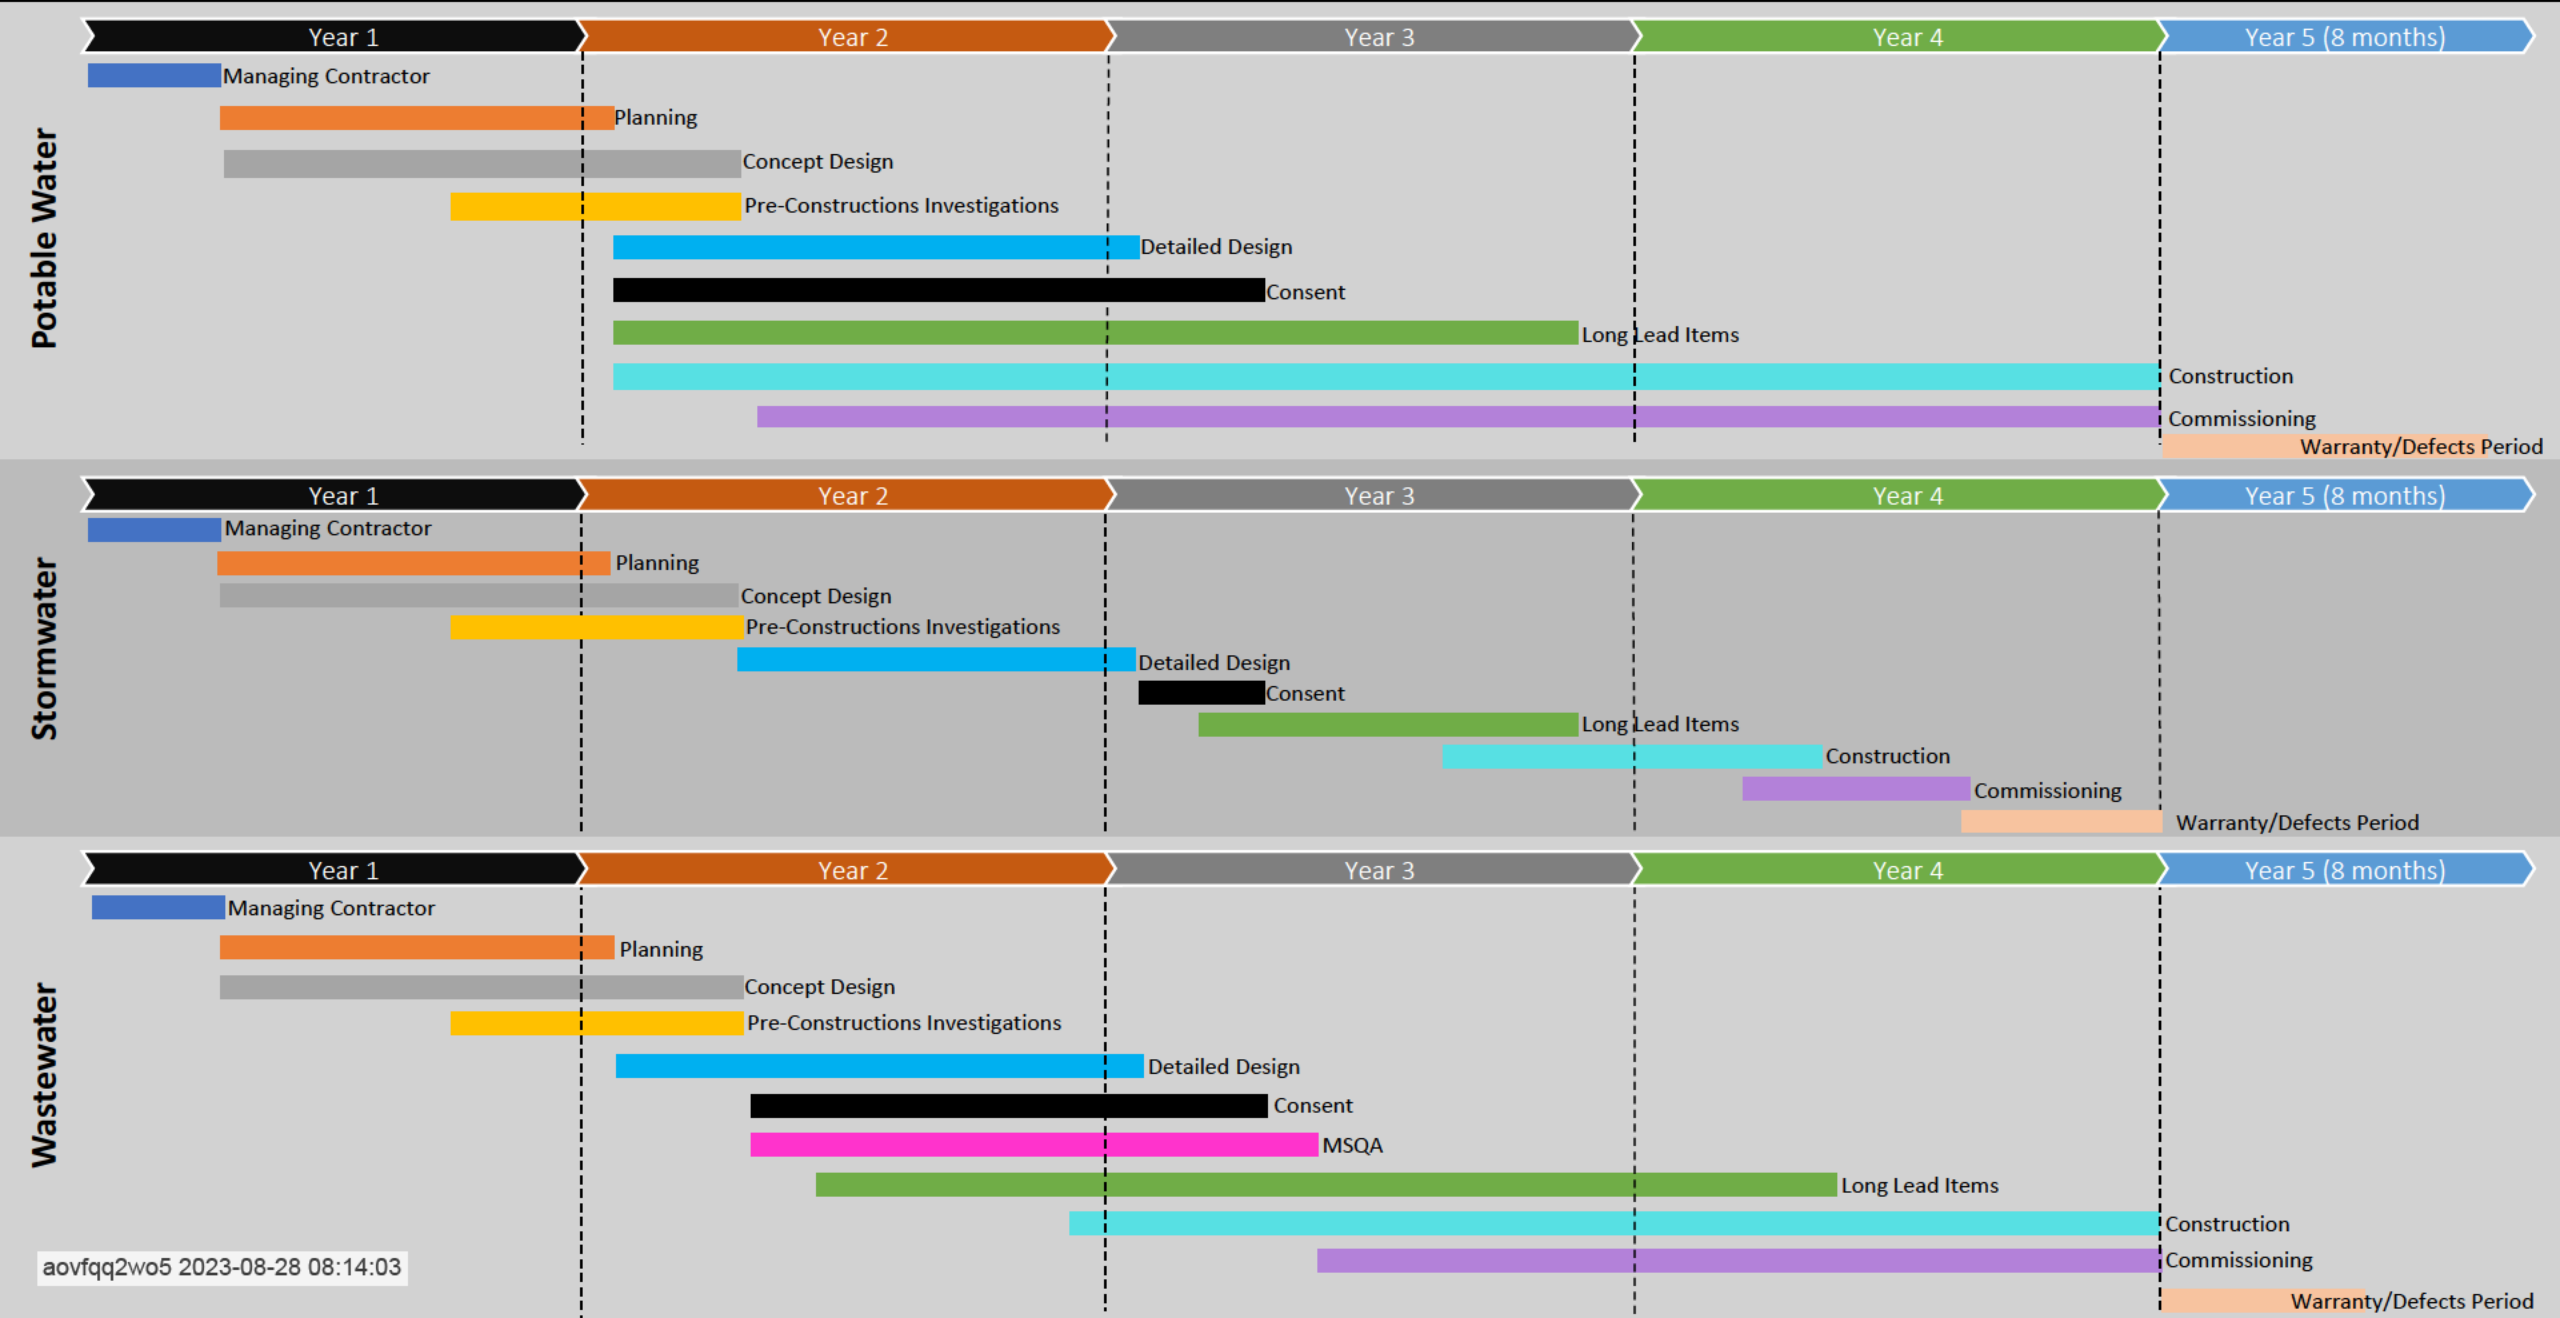 Year 1 Year 2 Year 3 Year 4 Year 5 (8 months)
Potable Water
Managing Contractor
Planning
Concept Design
Pre-Constructions Investigations
Detailed Design
Consent
Long Lead Items
Construction
Commissioning
Warranty/Defects Period
Year 1 Year 2 Year 3 Year 4 Year 5 (8 months)
Stormwater
Managing Contractor
Planning
Concept Design
Pre-Constructions Investigations
Detailed Design
Consent
Long Lead Items
Construction
Commissioning
Warranty/Defects Period
Year 1 Year 2 Year 3 Year 4 Year 5 (8 months)
Wastewater
Managing Contractor
Planning
Concept Design
Pre-Constructions Investigations
Detailed Design
Consent
MSQA
Long Lead Items
Construction
Commissioning
aovfqq2wo5 2023-08-28 08:14:03
Warranty/Defects Period